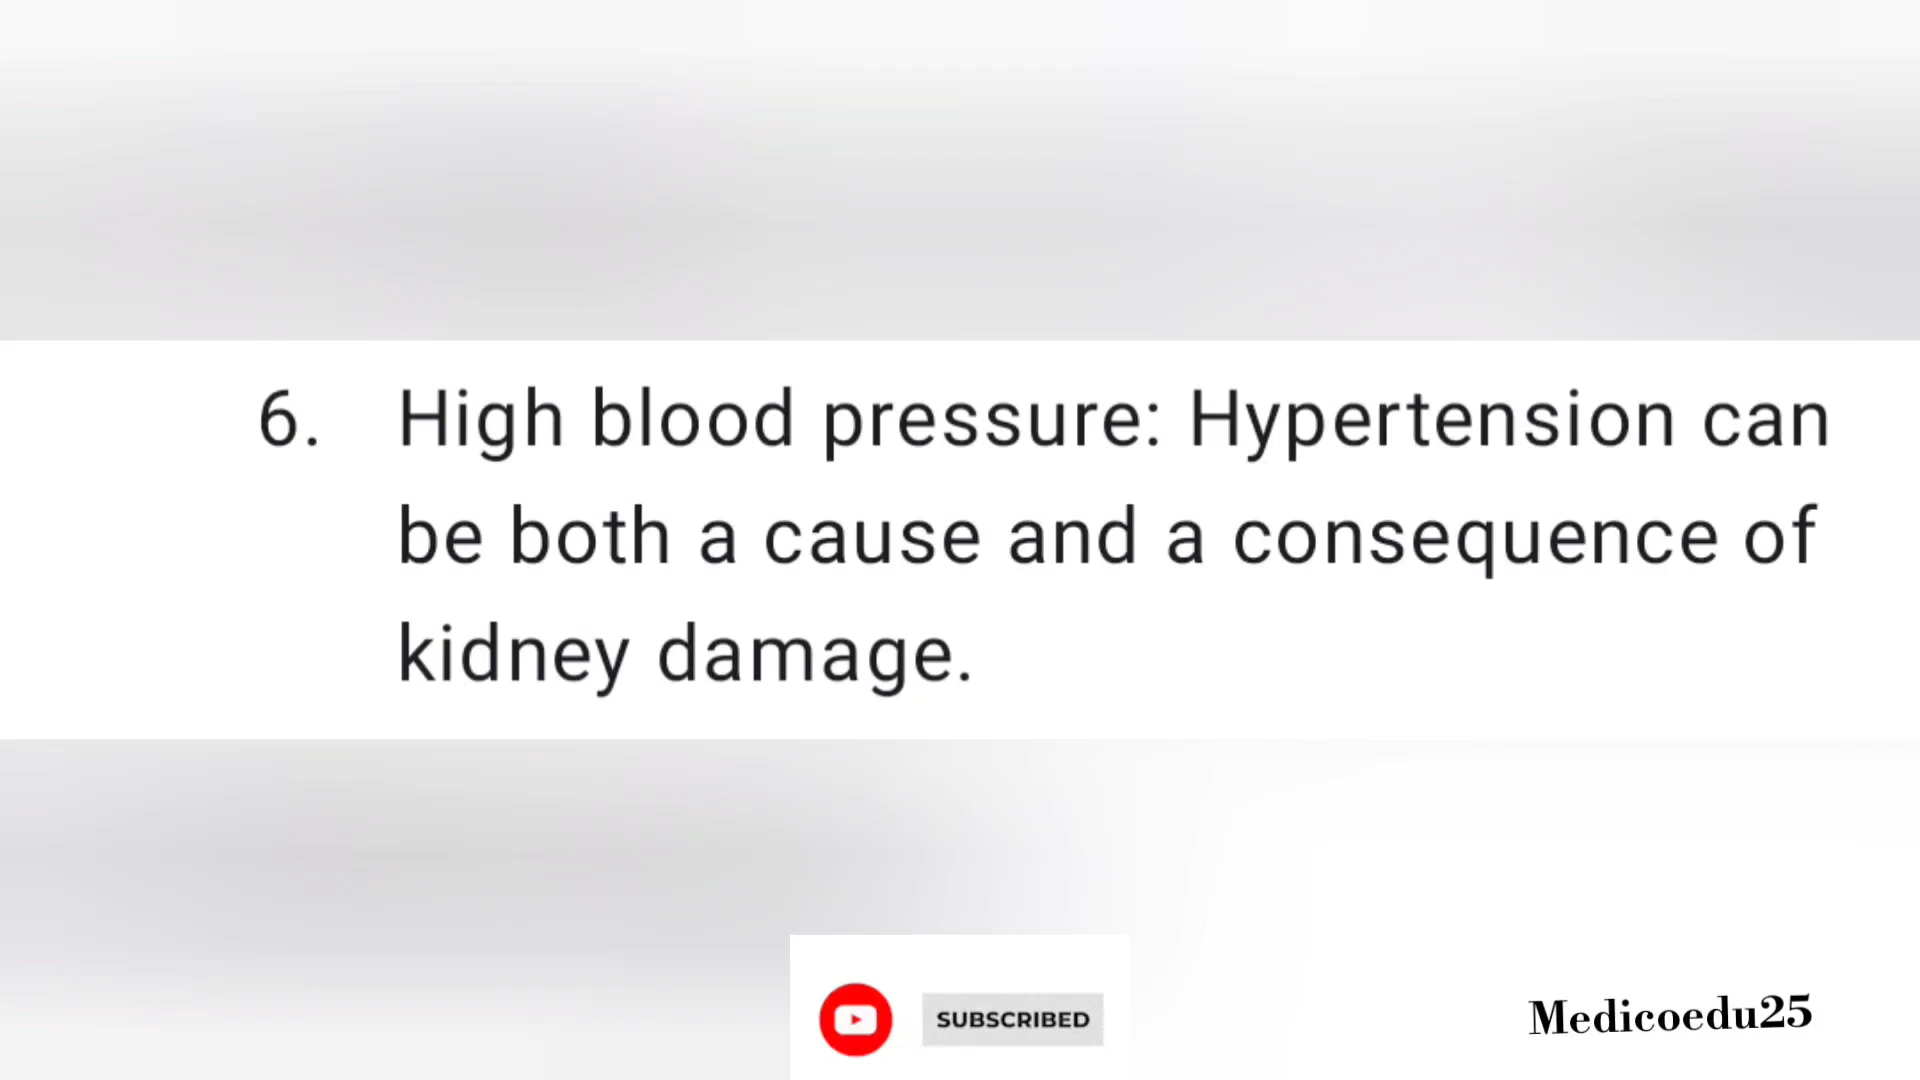 6. High blood pressure: Hypertension can
be both a cause and a consequence of
kidney damage.
SUBSCRIBED
Medicoedu25